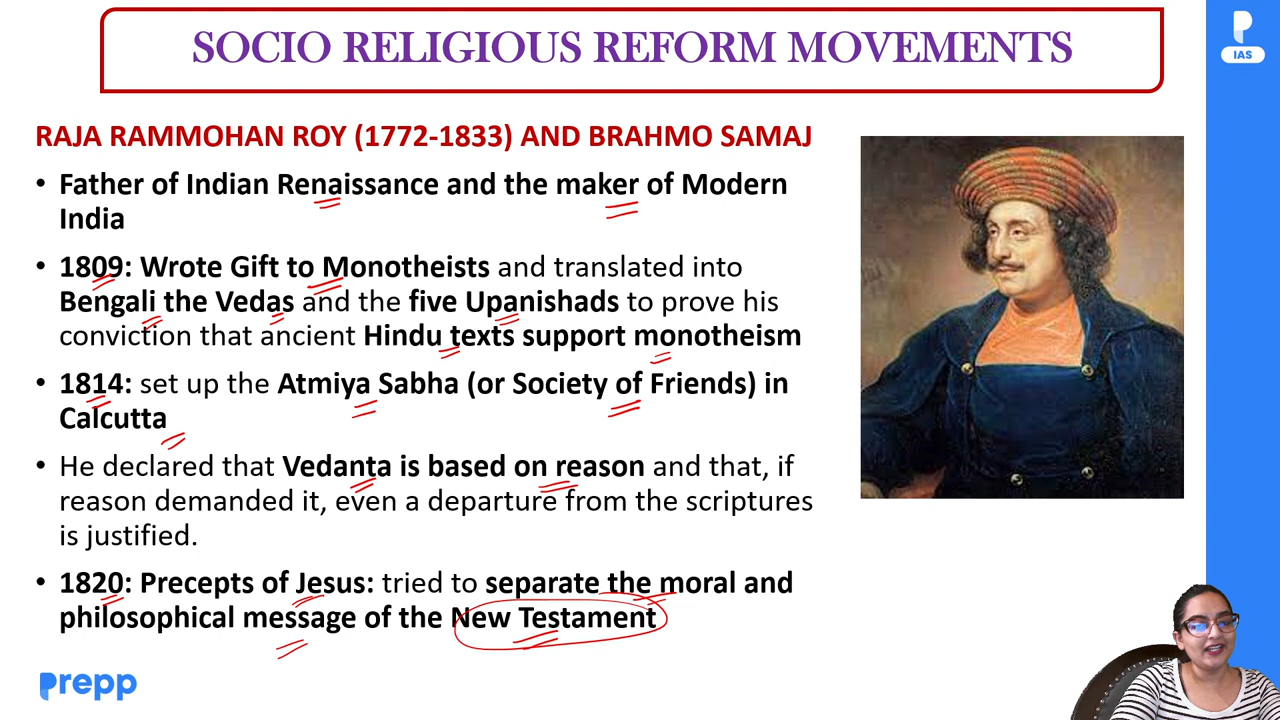 SOCIO RELIGIOUS REFORM MOVEMENTS
IAS
RAJA RAMMOHAN ROY (1772-1833) AND BRAHMO SAMAJ
• Father of Indian Renaissance and the maker of Modern
India
• 1809: Wrote Gift to Monotheists and translated into
Bengali the Vedas and the five Upanishads to prove his
conviction that ancient Hindu texts support monotheism
• 1814: set up the Atmiya Sabha (or Society of Friends) in
Calcutta
• He declared that Vedanta is based on reason and that, if
reason demanded it, even a departure from the scriptures
is justified.
• 1820: Precepts of Jesus: tried to separate the moral and
philosophical message of the New Testament
prepp